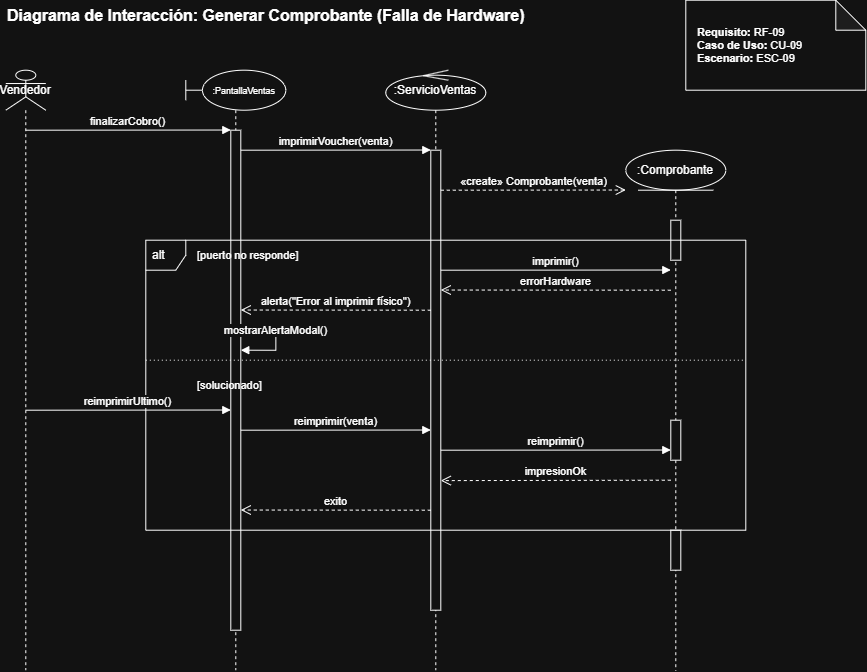 Diagrama de Interacción: Generar Comprobante (Falla de Hardware)
Requisito: RF-09
Caso de Uso: CU-09
Escenario: ESC-09
Vendedor
:PantallaVentas
:ServicioVentas
finalizarCobro()
imprimirVoucher(venta)
:Comprobante
«create» Comprobante(venta)
alt
[puerto no responde]
imprimir()
errorHardware
alerta("Error al imprimir físico")
mostrarAlertaModal()
[solucionado]
reimprimirUltimo()
reimprimir(venta)
reimprimir()
impresionOk
exito